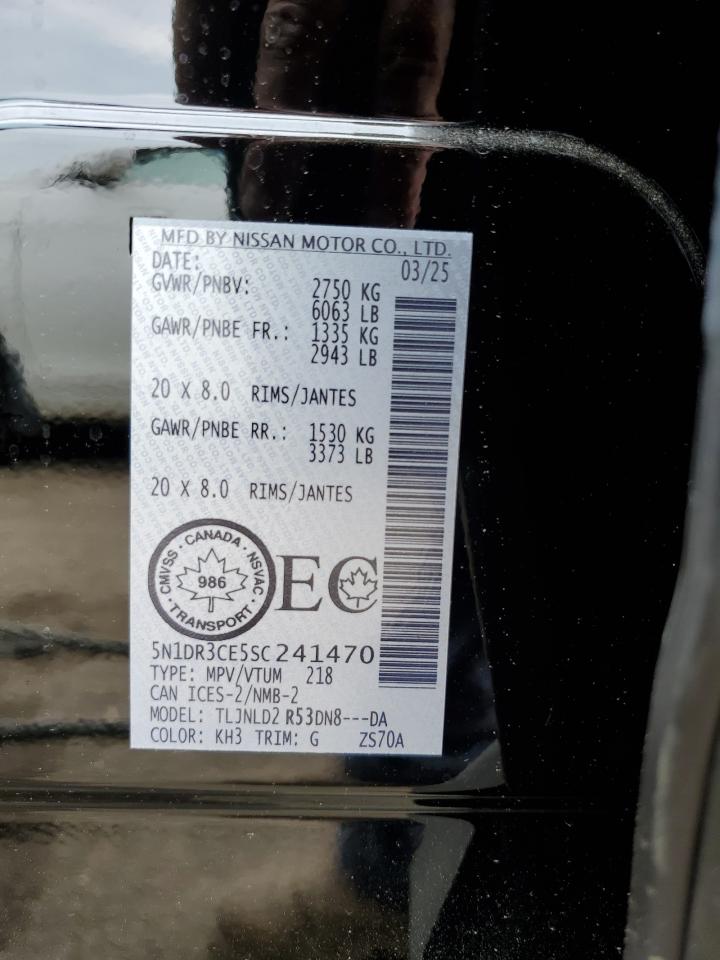 MFD BY NISSAN MOTOR CO., LTD.
DATE: 03/25
GVWR/PNBV: 2750 KG
6063 LB
GAWR/PNBE FR.: 1335 KG
2943 LB
20 X 8.0 RIMS/JANTES
GAWR/PNBE RR.: 1530 KG
3373 LB
20 X 8.0 RIMS/JANTES
CMVSS · CANADA · NSVAC
986
· TRANSPORT ·
EC
5N1DR3CE5SC241470
TYPE: MPV/VTUM 218
CAN ICES-2/NMB-2
MODEL: TLJNLD2 R53DN8---DA
COLOR: KH3 TRIM: G ZS70A